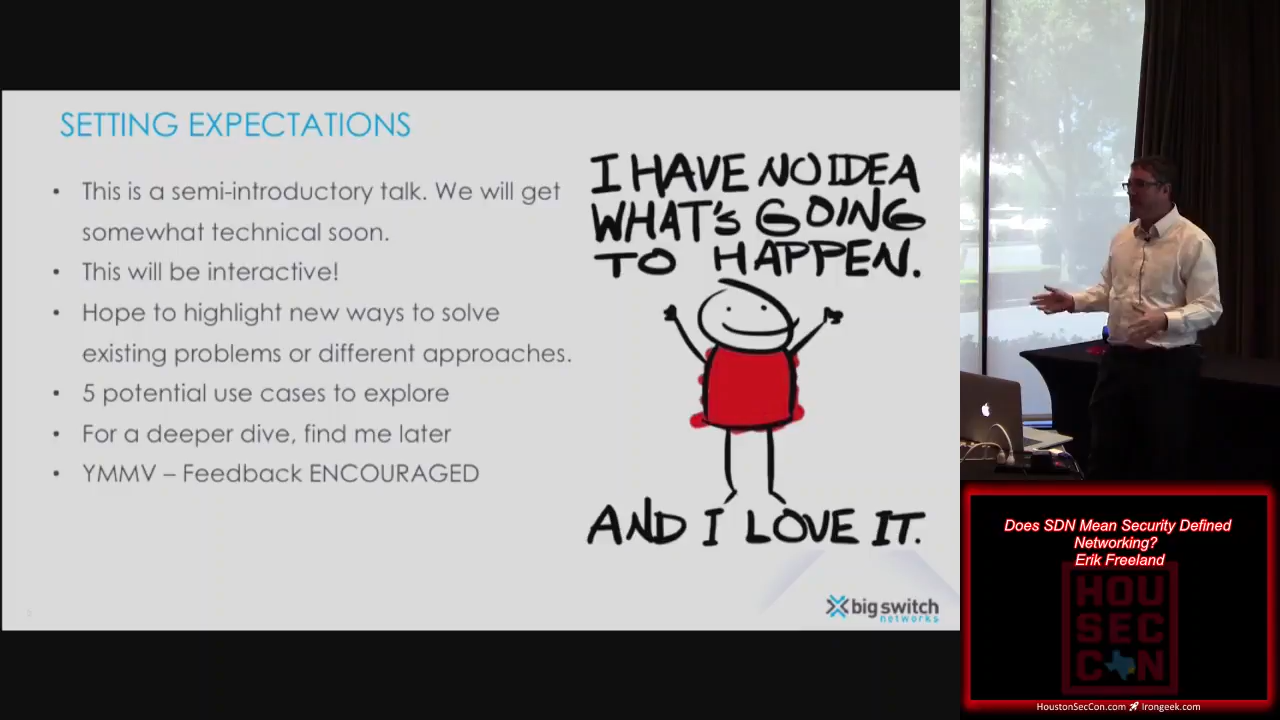 SETTING EXPECTATIONS
• This is a semi-introductory talk. We will get
somewhat technical soon.
• This will be interactive!
• Hope to highlight new ways to solve
existing problems or different approaches.
• 5 potential use cases to explore
• For a deeper dive, find me later
• YMMV – Feedback ENCOURAGED
I HAVE NO IDEA
WHAT'S GOING
TO HAPPEN.
AND I LOVE IT.
big switch
networks
Does SDN Mean Security Defined
Networking?
Erik Freeland
HOU
SEC
CON
HoustonSecCon.com Irongeek.com